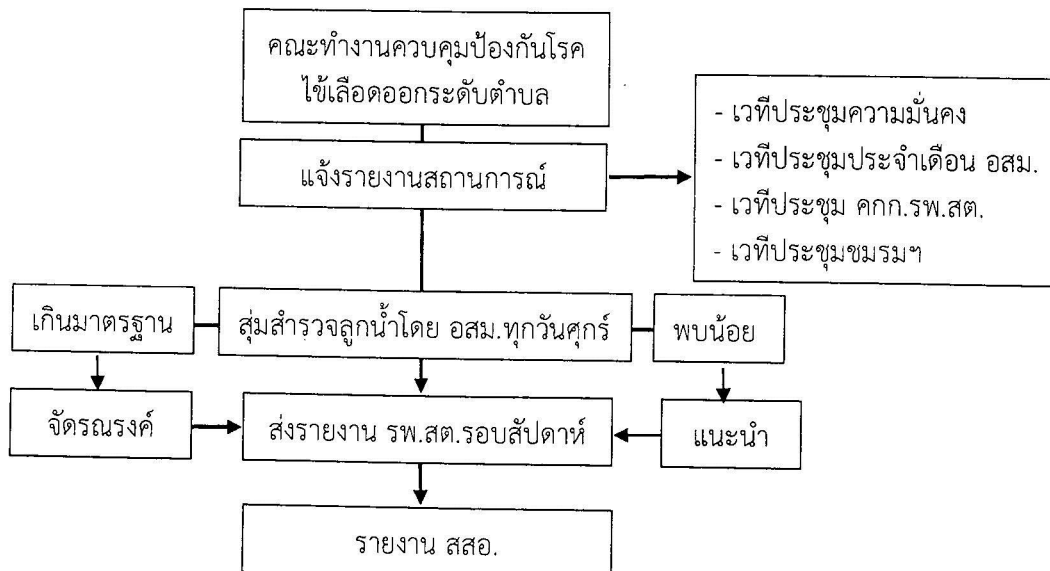 คณะทำงานควบคุมป้องกันโรค
ไข้เลือดออกระดับตำบล
แจ้งรายงานสถานการณ์
- เวทีประชุมความมั่นคง
- เวทีประชุมประจำเดือน อสม.
- เวทีประชุม คกก.รพ.สต.
- เวทีประชุมชมรมฯ
เกินมาตรฐาน
สุ่มสำรวจลูกน้ำโดย อสม.ทุกวันศุกร์
พบน้อย
จัดรณรงค์
ส่งรายงาน รพ.สต.รอบสัปดาห์
แนะนำ
รายงาน สสอ.